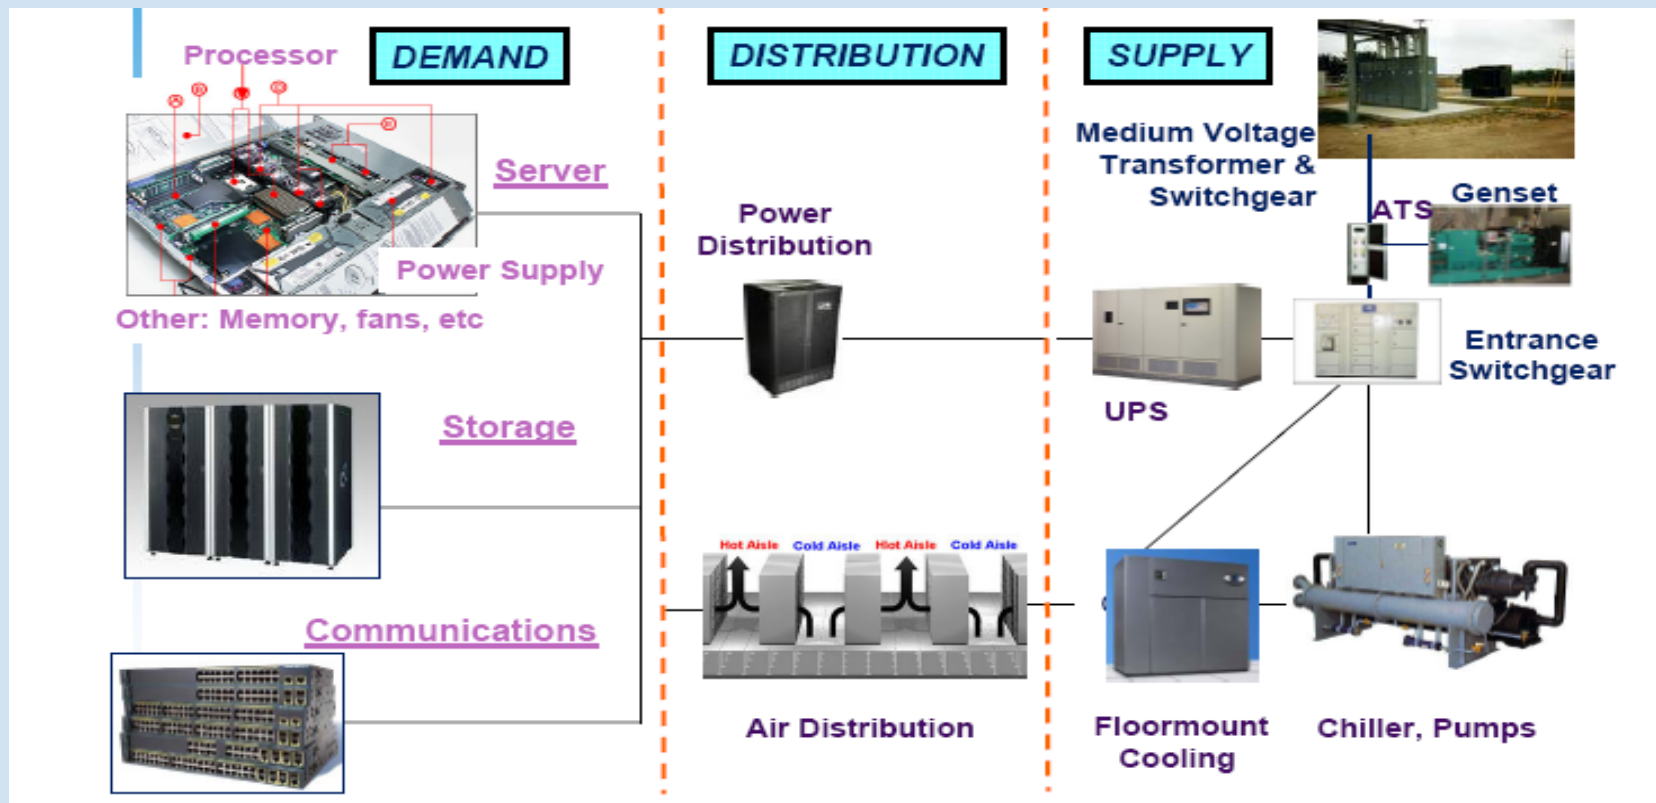 Processor
DEMAND
Server
Power Supply
Other: Memory, fans, etc
Storage
Communications
DISTRIBUTION
Power
Distribution
Hot Aisle
Cold Aisle
Hot Aisle
Cold Aisle
Air Distribution
SUPPLY
Medium Voltage
Transformer &
Switchgear
ATS
Genset
Entrance
Switchgear
UPS
Floormount
Cooling
Chiller, Pumps